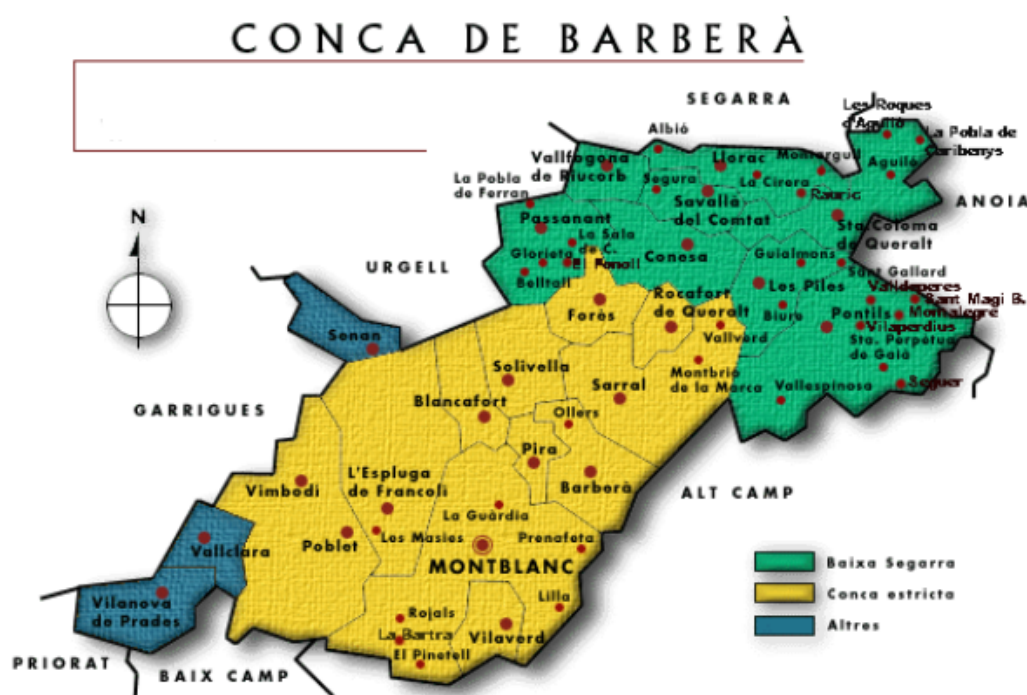 CONCA DE BARBERÀ
SEGARRA
Les Roques
d'Aguiló
La Pobla de
Albió
Vallfogona
de Riucorb
Llorac
Montargull
Aguiló
La Pobla
de Ferran
Segura
La Cirera
Rauric
ANOIA
Savallà
del Comtat
Passanant
Sta. Coloma
de Queralt
N
La Sala
de C.
Glorieta
Conesa
Guialmons
URGELL
El Fonoll
Sant Gallard
Belltall
Les Piles
Valldeperes
Sant Magi B.
Rocafort
de Queralt
Forès
Biure
Pontils
Montalegre
Vilaperdius
Senan
Vallverd
Sta. Perpètua
de Gaià
Solivella
Montbrió
de la Marca
Sarral
Vallespinosa
Seguer
Blancafort
GARRIGUES
Ollers
Pira
L'Espluga
de Francolí
Vimbodí
Barberà
ALT CAMP
La Guàrdia
Les Masies
Prenafeta
Vallclara
Poblet
MONTBLANC
Baixa Segarra
Conca estricta
Altres
Vilanova
de Prades
Lilla
Rojals
La Bartra
Vilaverd
El Pinetell
PRIORAT
BAIX CAMP